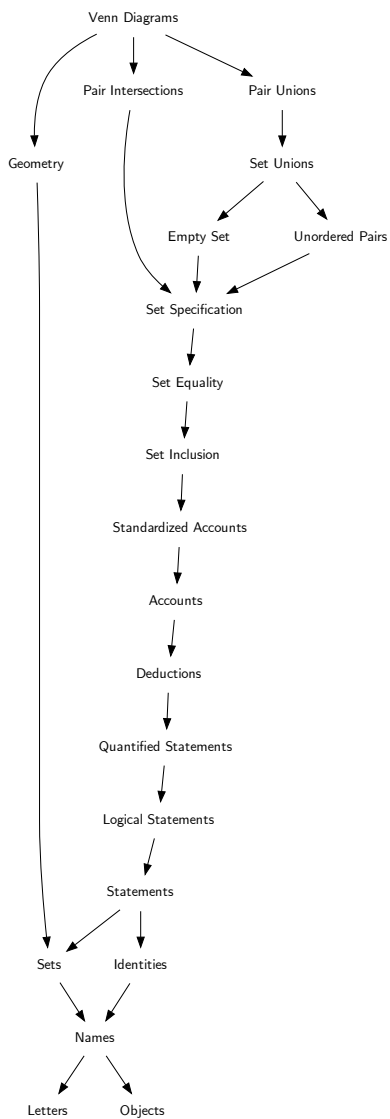 Venn Diagrams
Pair Intersections
Pair Unions
Geometry
Set Unions
Empty Set
Unordered Pairs
Set Specification
Set Equality
Set Inclusion
Standardized Accounts
Accounts
Deductions
Quantified Statements
Logical Statements
Statements
Sets
Identities
Names
Letters
Objects